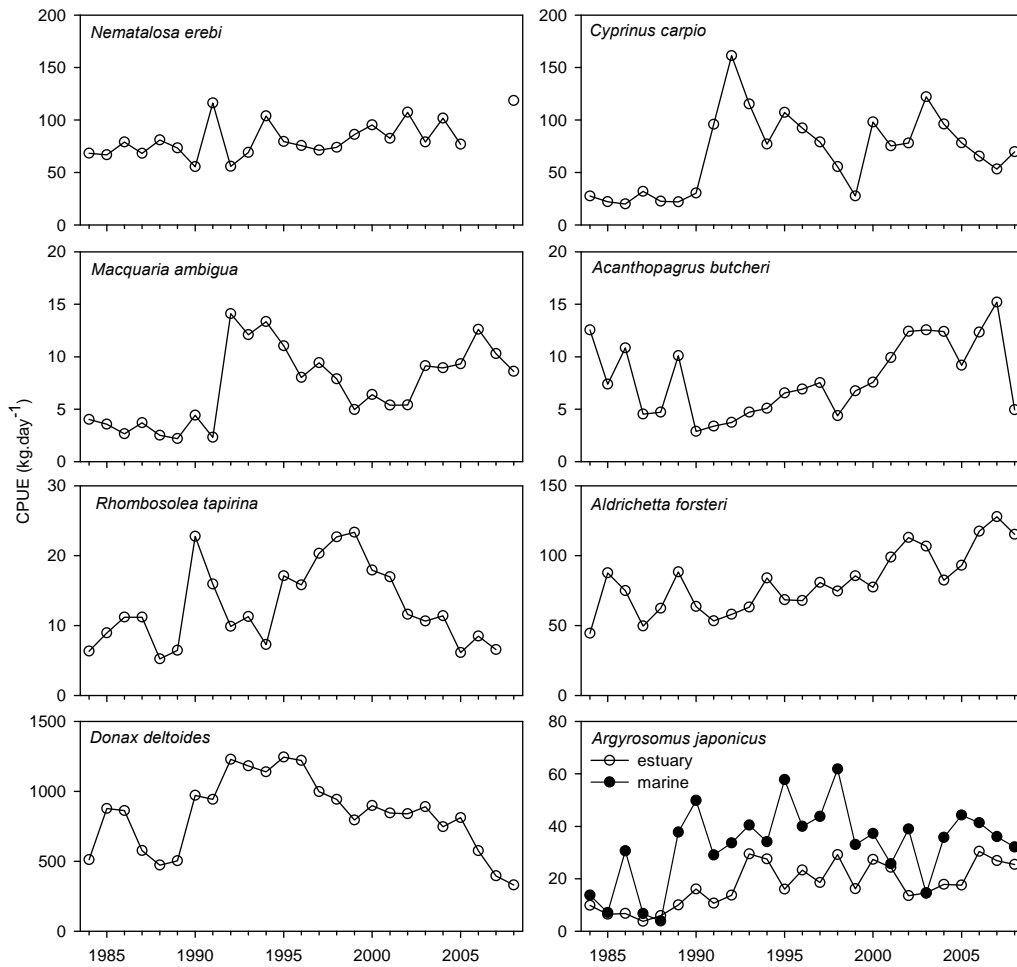 200
150
100
50
0
Nematalosa erebi
200
150
100
50
0
Cyprinus carpio
20
15
10
5
0
Macquaria ambigua
20
15
10
5
0
Acanthopagrus butcheri
CPUE (kg.day-1)
30
20
10
0
Rhombosolea tapirina
150
100
50
0
Aldrichetta forsteri
1500
1000
500
0
Donax deltoides
1985 1990 1995 2000 2005
80
60
40
20
0
Argyrosomus japonicus
estuary
marine
1985 1990 1995 2000 2005